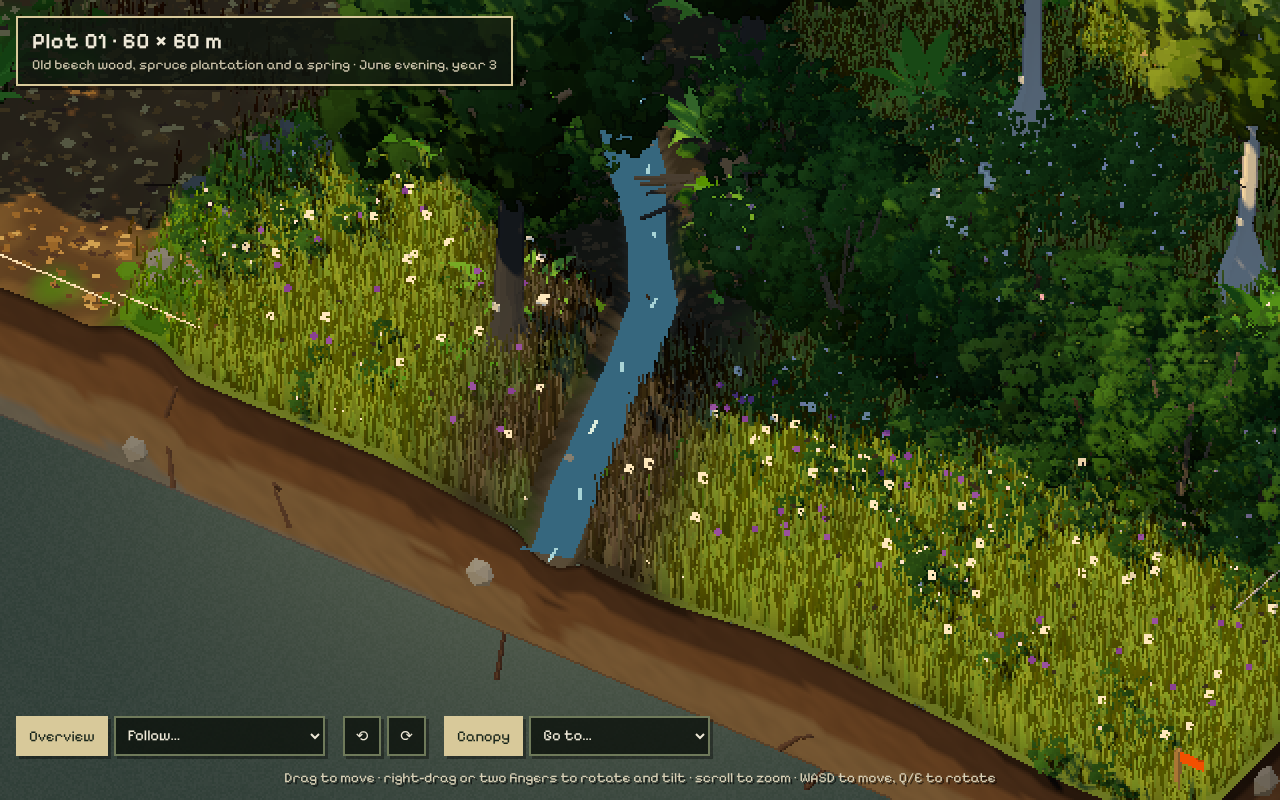 Plot 01 · 60 × 60 m
Old beech wood, spruce plantation and a spring · June evening, year 3
Overview
Follow...
⟲
⟳
Canopy
Go to...
Drag to move · right-drag or two fingers to rotate and tilt · scroll to zoom · WASD to move, Q/E to rotate